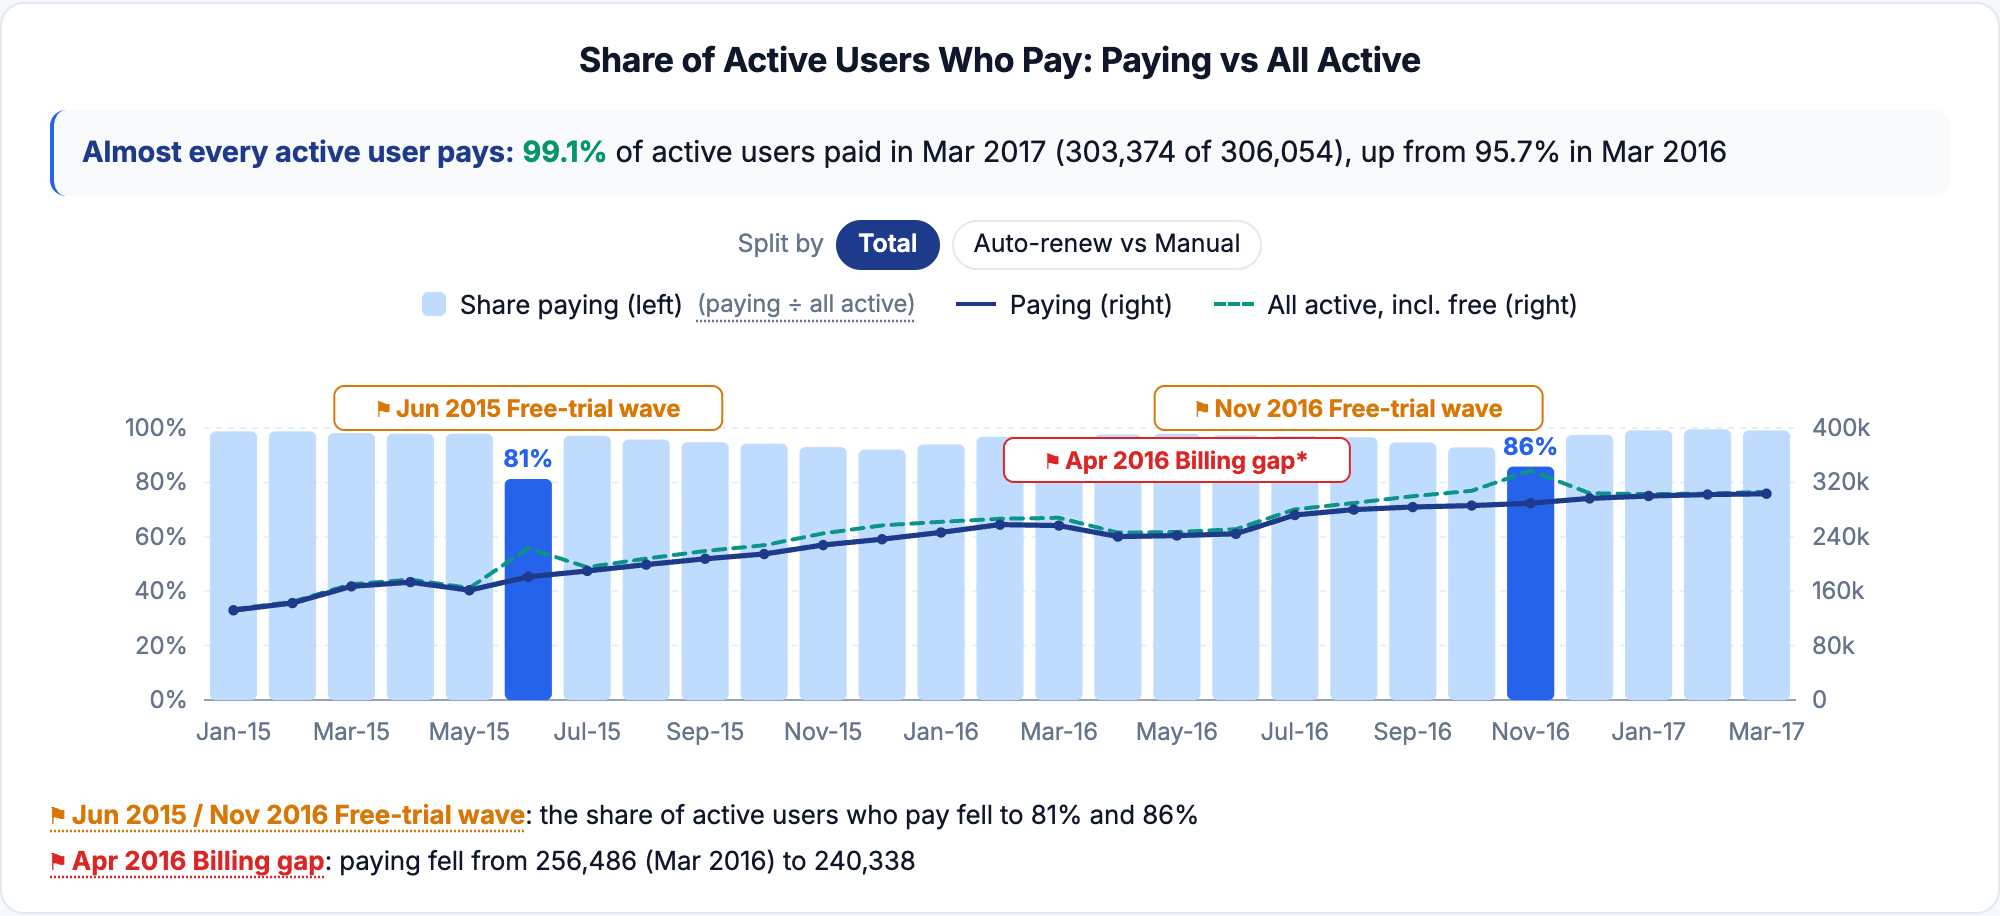 Share of Active Users Who Pay: Paying vs All Active
Almost every active user pays: 99.1% of active users paid in Mar 2017 (303,374 of 306,054), up from 95.7% in Mar 2016
Split by Total Auto-renew vs Manual
Share paying (left) (paying ÷ all active) Paying (right) All active, incl. free (right)
⚑ Jun 2015 Free-trial wave ⚑ Nov 2016 Free-trial wave
100% 400k
81% ⚑ Apr 2016 Billing gap* 86%
80% 320k
60% 240k
40% 160k
20% 80k
0% 0
Jan-15 Mar-15 May-15 Jul-15 Sep-15 Nov-15 Jan-16 Mar-16 May-16 Jul-16 Sep-16 Nov-16 Jan-17 Mar-17
⚑ Jun 2015 / Nov 2016 Free-trial wave: the share of active users who pay fell to 81% and 86%
⚑ Apr 2016 Billing gap: paying fell from 256,486 (Mar 2016) to 240,338